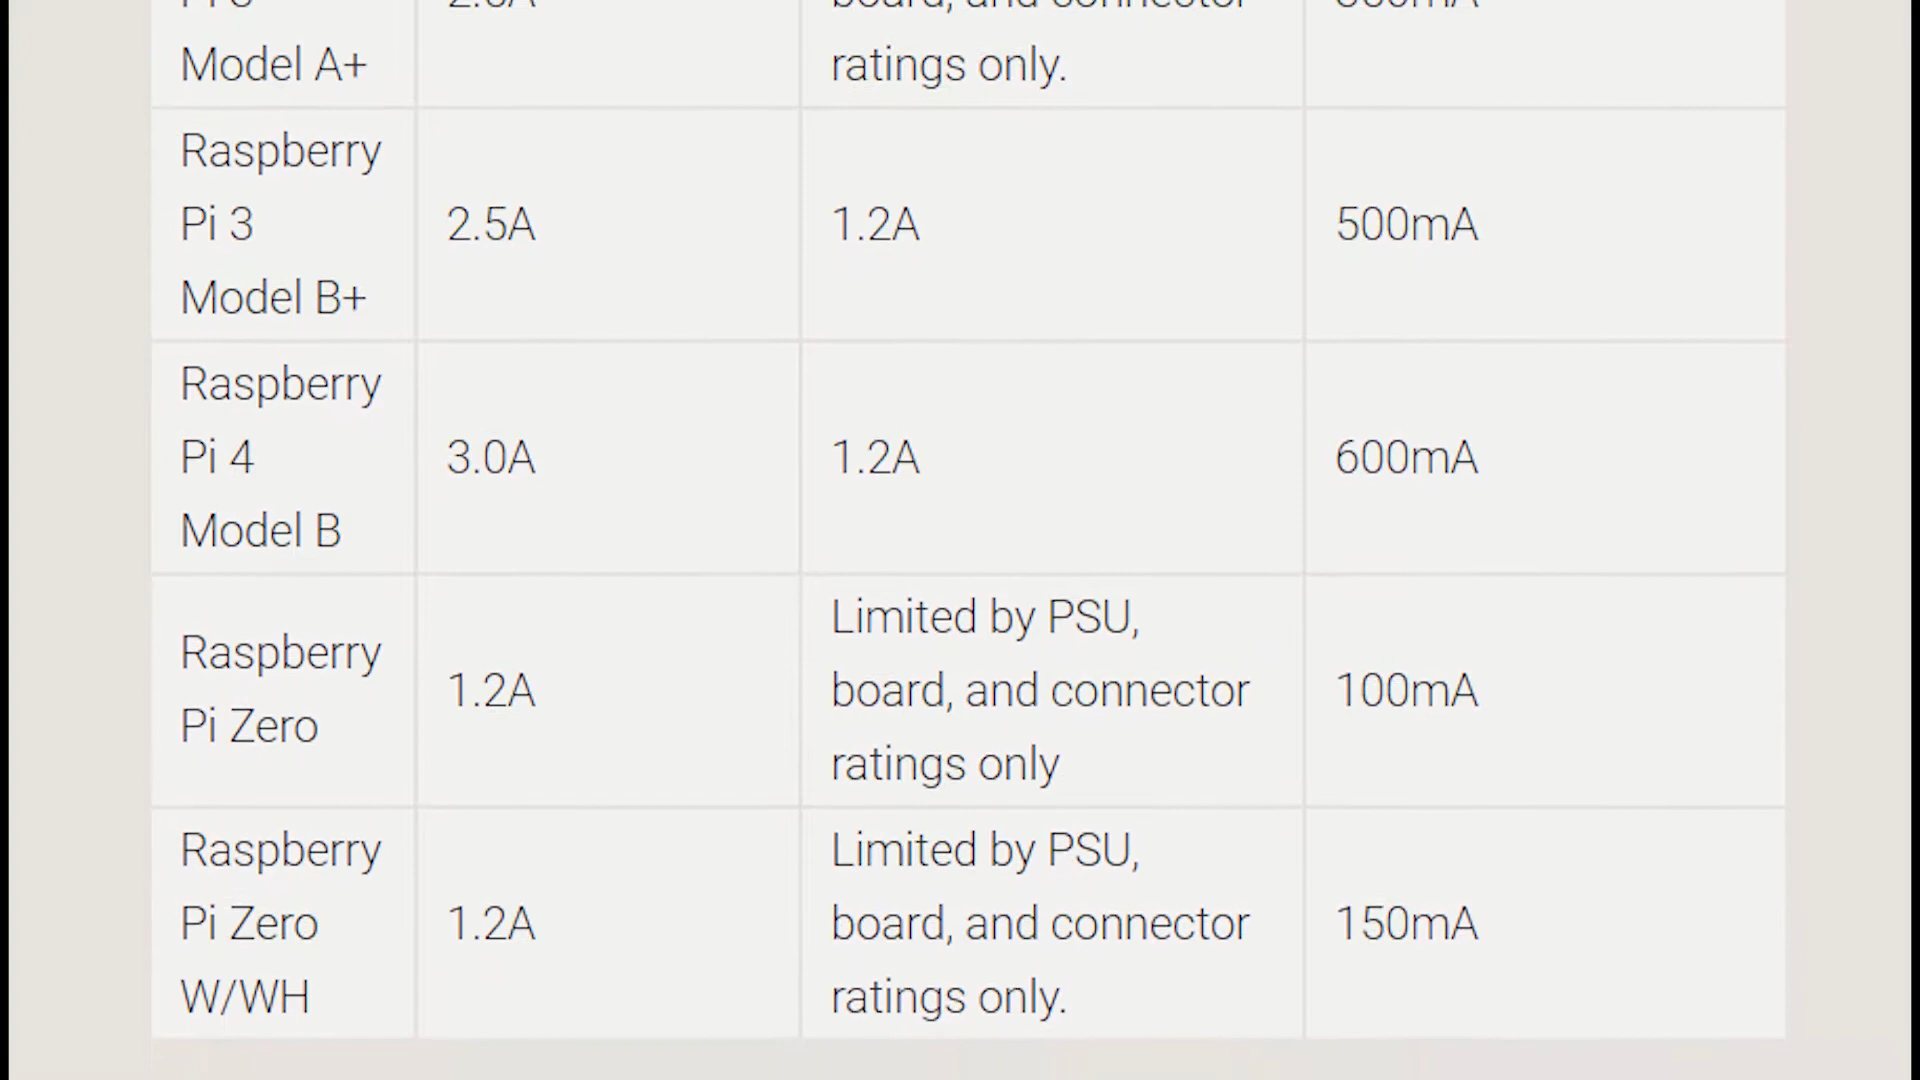 Model A+
ratings only.
Raspberry
Pi 3
Model B+
2.5A
1.2A
500mA
Raspberry
Pi 4
Model B
3.0A
1.2A
600mA
Raspberry
Pi Zero
1.2A
Limited by PSU,
board, and connector
ratings only
100mA
Raspberry
Pi Zero
W/WH
1.2A
Limited by PSU,
board, and connector
ratings only.
150mA